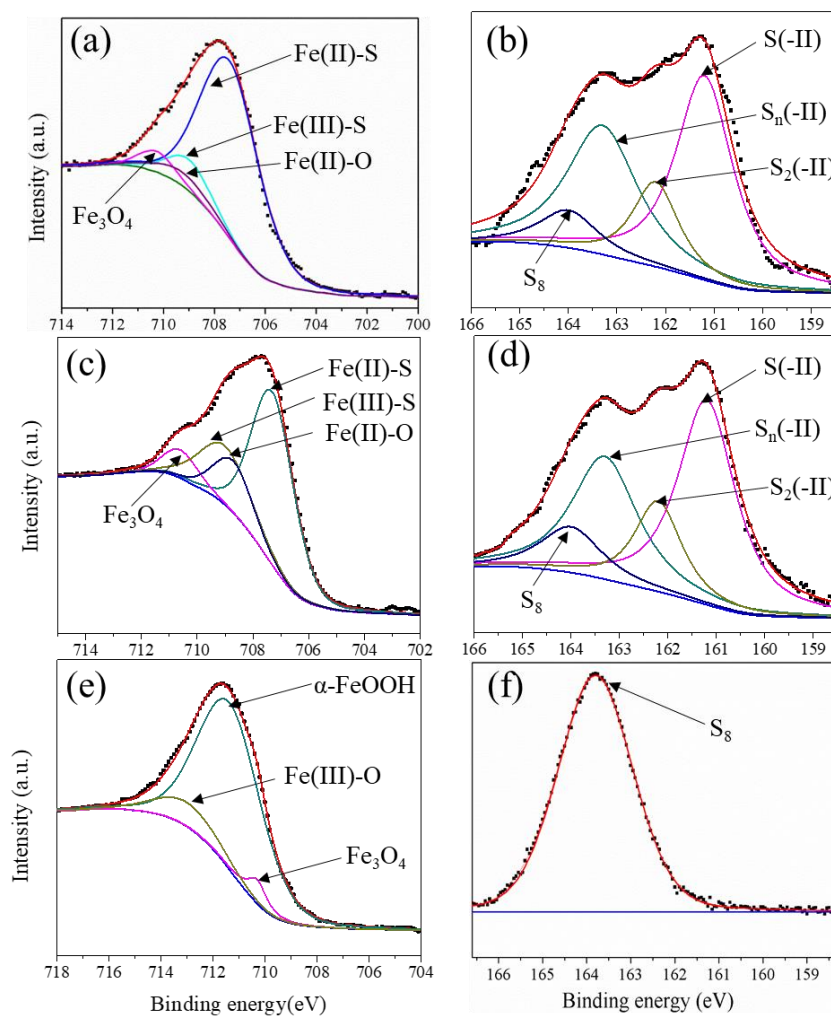 (a)
Fe(II)-S
Fe(III)-S
Fe(II)-O
Fe₃O₄
Intensity (a.u.)
714 712 710 708 706 704 702 700
(b)
S(-II)
Sₙ(-II)
S₂(-II)
S₈
166 165 164 163 162 161 160 159
(c)
Fe(II)-S
Fe(III)-S
Fe(II)-O
Fe₃O₄
Intensity (a.u.)
714 712 710 708 706 704 702
(d)
S(-II)
Sₙ(-II)
S₂(-II)
S₈
166 165 164 163 162 161 160 159
(e)
α-FeOOH
Fe(III)-O
Fe₃O₄
Intensity (a.u.)
718 716 714 712 710 708 706 704
Binding energy(eV)
(f)
S₈
166 165 164 163 162 161 160 159
Binding energy (eV)